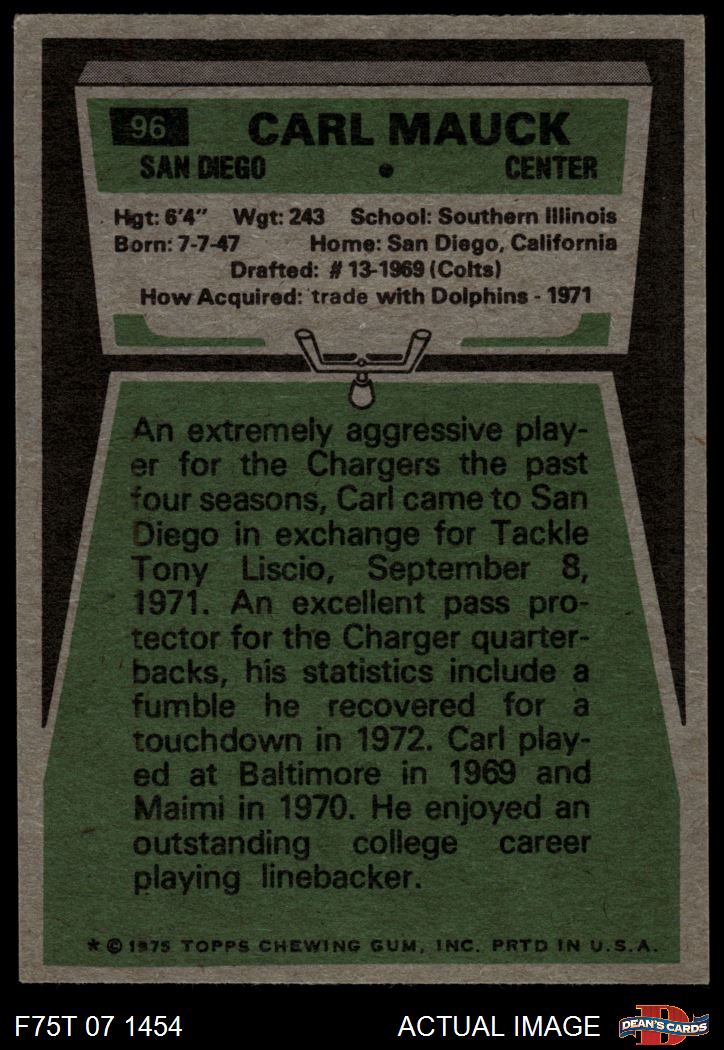 96 CARL MAUCK
SAN DIEGO • CENTER
Hgt: 6'4" Wgt: 243 School: Southern Illinois
Born: 7-7-47 Home: San Diego, California
Drafted: #13-1969 (Colts)
How Acquired: trade with Dolphins - 1971
An extremely aggressive play-
er for the Chargers the past
four seasons, Carl came to San
Diego in exchange for Tackle
Tony Liscio, September 8,
1971. An excellent pass pro-
tector for the Charger quarter-
backs, his statistics include a
fumble he recovered for a
touchdown in 1972. Carl play-
ed at Baltimore in 1969 and
Maimi in 1970. He enjoyed an
outstanding college career
playing linebacker.
* © 1975 TOPPS CHEWING GUM, INC. PRTD IN U.S.A.
F75T 07 1454 ACTUAL IMAGE D DEAN'S CARDS